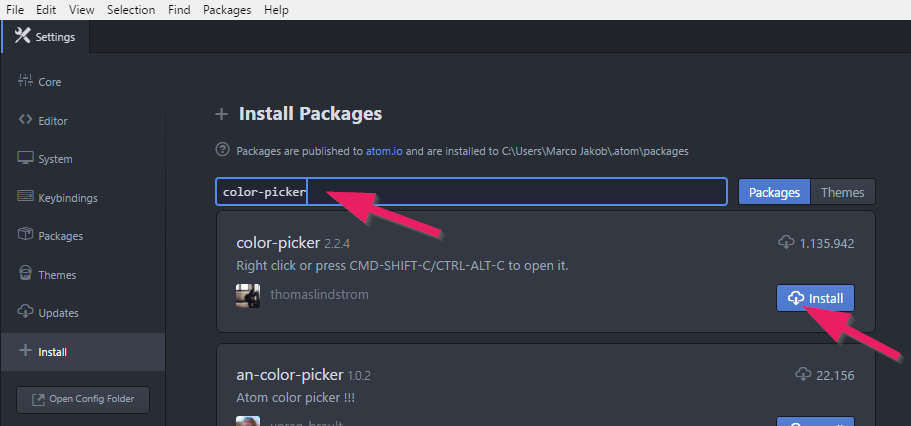 File Edit View Selection Find Packages Help
Settings
Core
Editor
System
Keybindings
Packages
Themes
Updates
Install
Open Config Folder
Install Packages
Packages are published to atom.io and are installed to C:\Users\Marco Jakob\.atom\packages
color-picker
Packages Themes
color-picker 2.2.4 1.135.942
Right click or press CMD-SHIFT-C/CTRL-ALT-C to open it.
thomaslindstrom
Install
an-color-picker 1.0.2 22.156
Atom color picker !!!